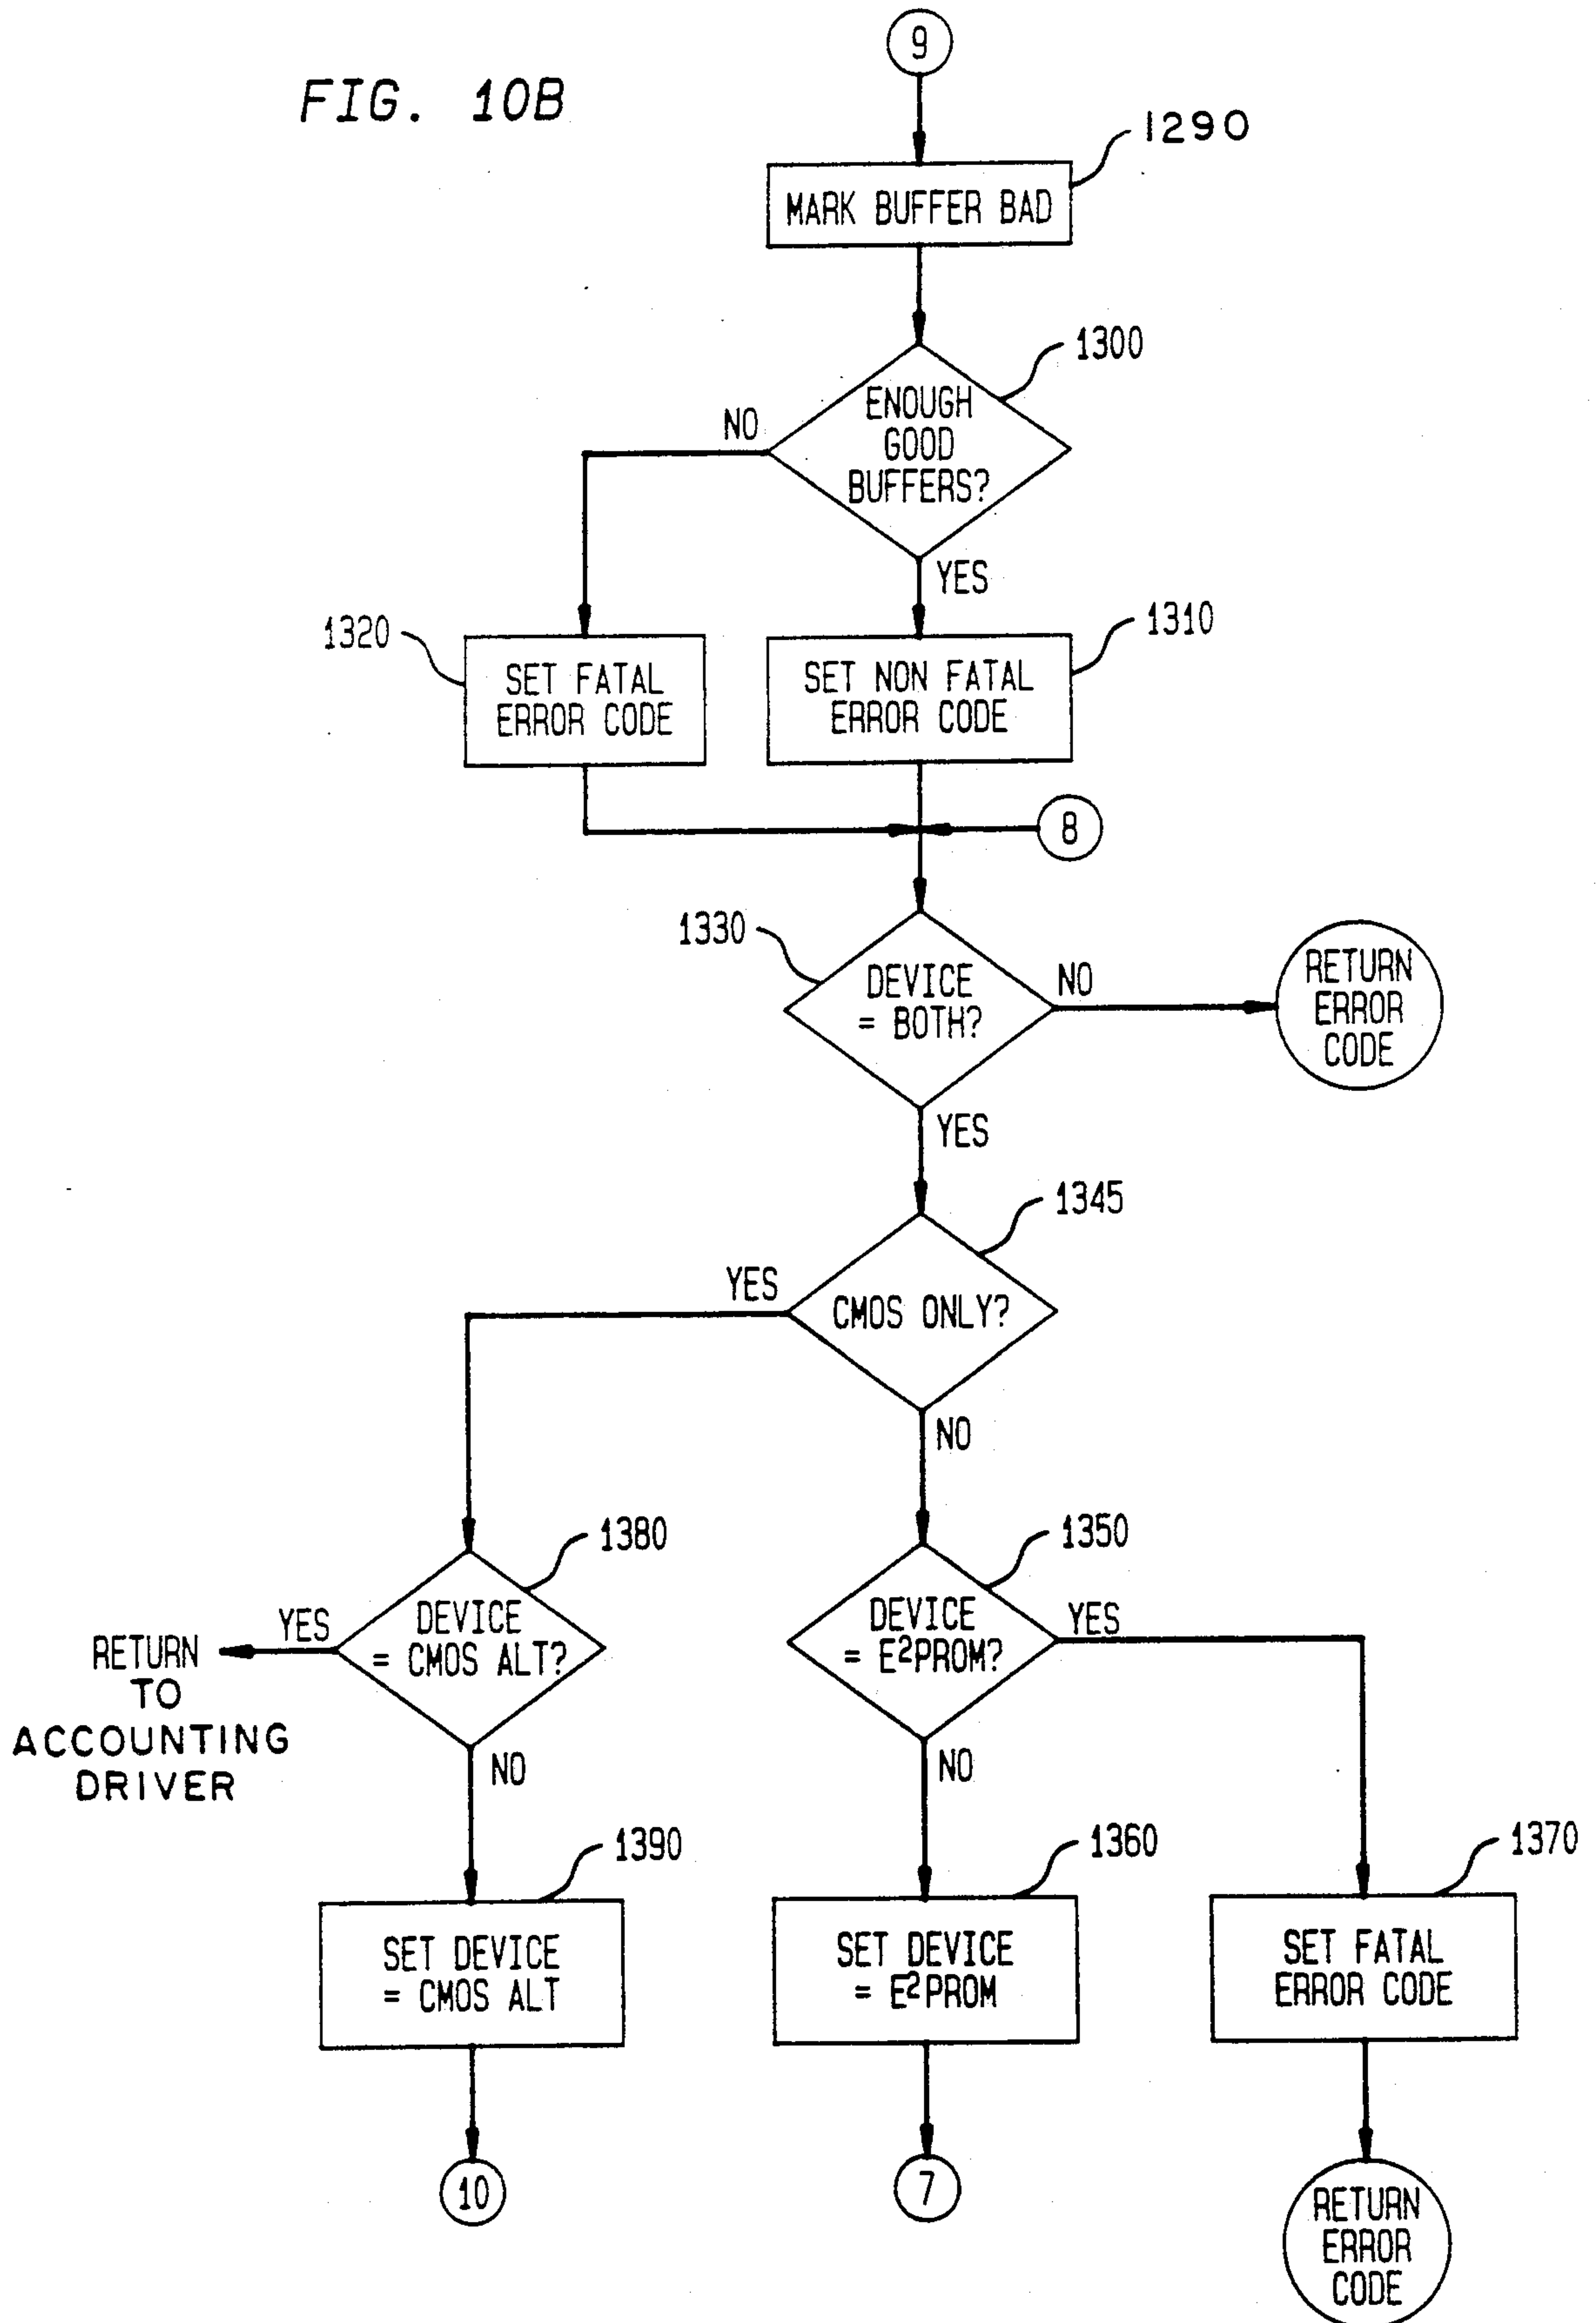 FIG. 10B
9
1290
MARK BUFFER BAD
1300
ENOUGH
GOOD
BUFFERS?
NO
YES
1320
SET FATAL
ERROR CODE
1310
SET NON FATAL
ERROR CODE
8
1330
DEVICE
= BOTH?
NO
RETURN
ERROR
CODE
YES
1345
CMOS ONLY?
YES
NO
1380
DEVICE
= CMOS ALT?
YES
RETURN
TO
ACCOUNTING
DRIVER
NO
1350
DEVICE
= E²PROM?
YES
NO
1390
SET DEVICE
= CMOS ALT
1360
SET DEVICE
= E²PROM
1370
SET FATAL
ERROR CODE
10
7
RETURN
ERROR
CODE